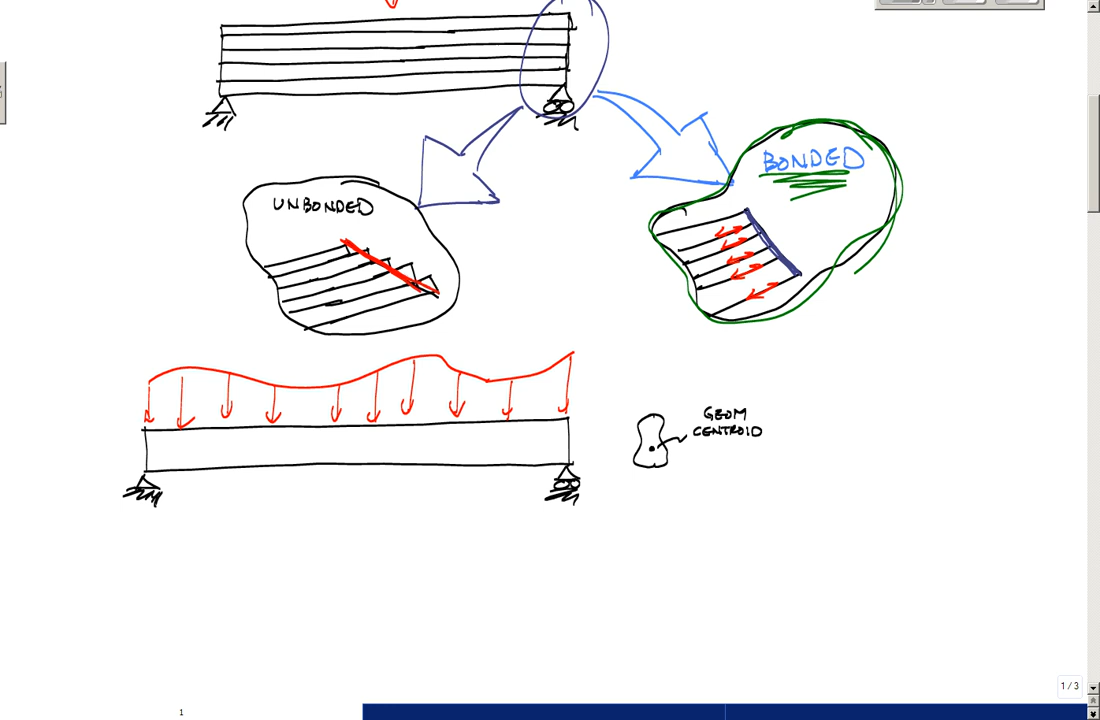 UNBONDED
BONDED
GEOM
CENTROID
1 / 3
1